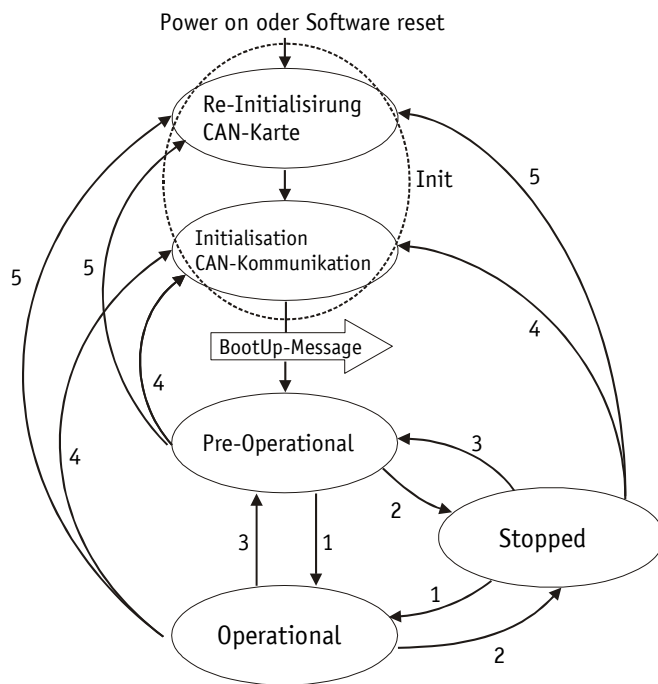 Power on oder Software reset
Re-Initialisirung
CAN-Karte
Init
5
Initialisation
CAN-Kommunikation
5
5
4
BootUp-Message
4
4
Pre-Operational
3
2
Stopped
3
1
1
Operational
2